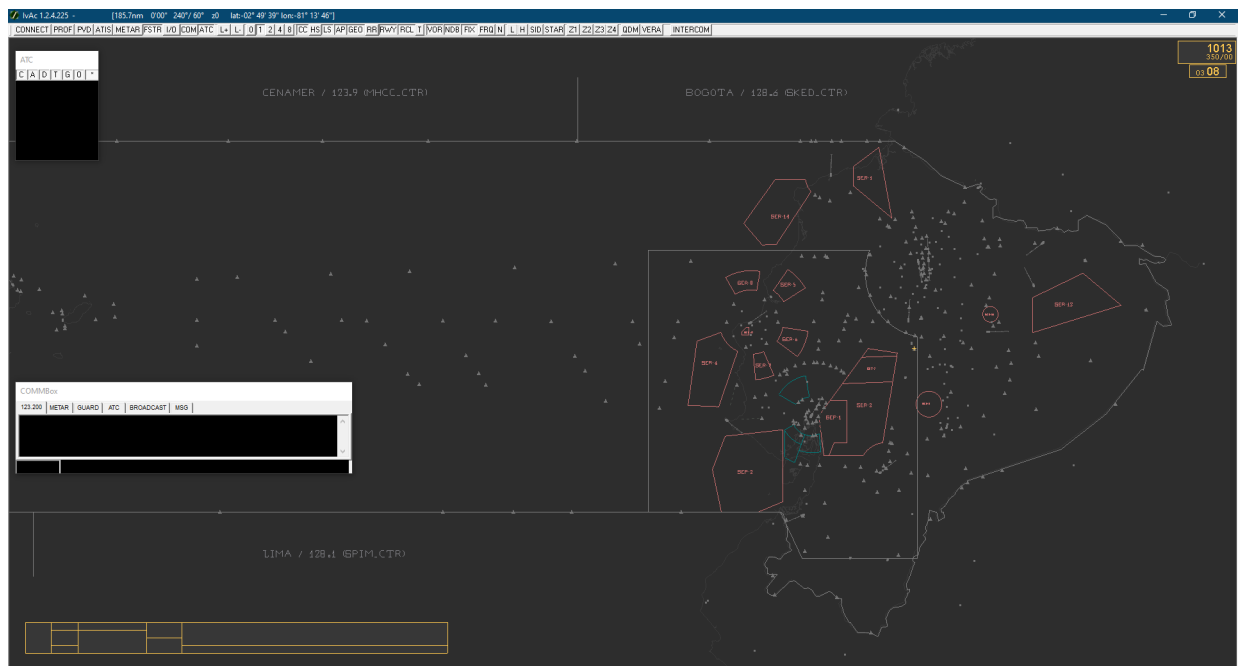 IvAc 1.2.4.225 - [185.7nm 0'00" 240°/ 60° z0 lat:-02° 49' 39" lon:-81° 13' 46"]
CONNECT PROF PVD ATIS METAR FSTR I/O COM ATC L+ L- 0 1 2 4 8 CC HS LS AP GEO RR RWY RCL T VOR NDB FIX FRQ N L H SID STAR Z1 Z2 Z3 Z4 QDM VERA INTERCOM
1013
350/00
03 08
ATC
C A D T G O *
CENAMER / 123.9 (MHCC_CTR)
BOGOTA / 128.6 (SKED_CTR)
SEP-14
SEP-8
SEP-5
SEP-12
SEP-6
SEP-7
SEP-2
SEP-1
SEP-3
COMMBox
123.200 METAR GUARD ATC BROADCAST MSG
LIMA / 128.1 (SPIM_CTR)